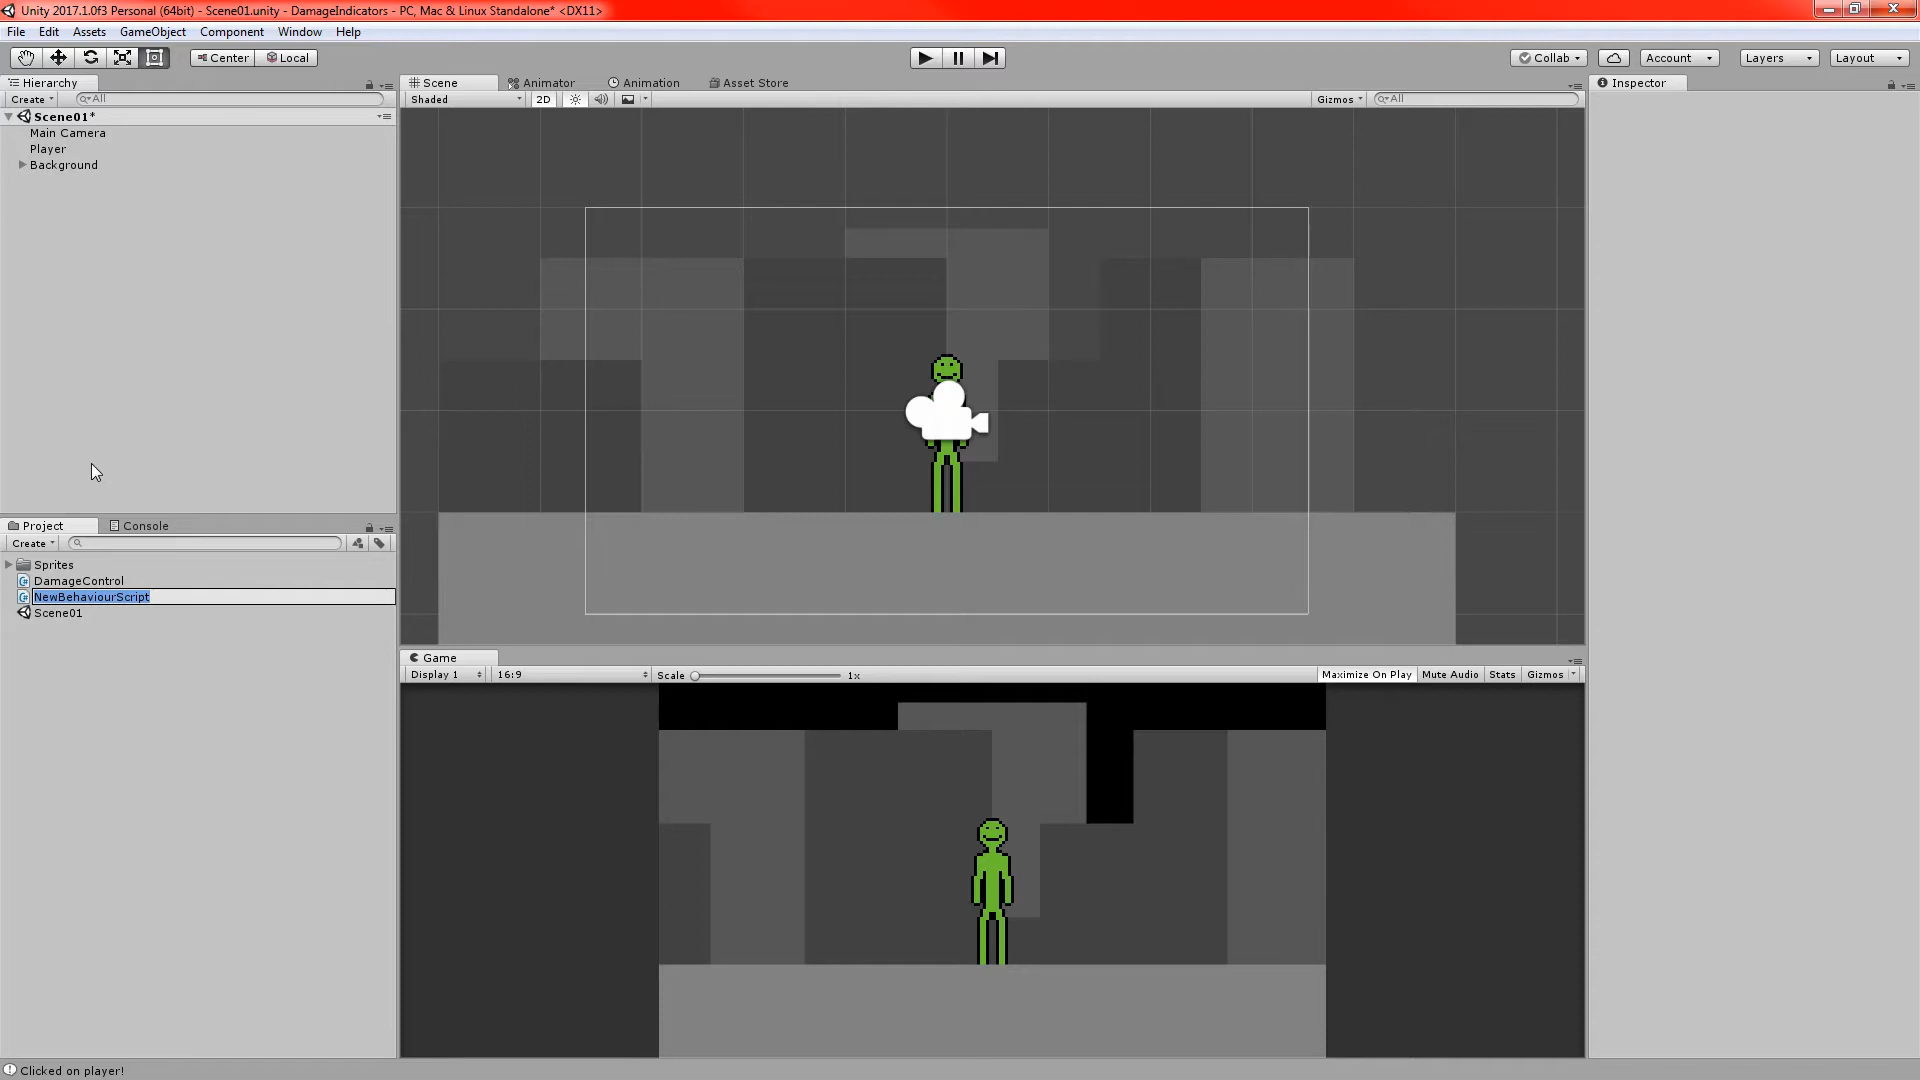 Unity 2017.1.0f3 Personal (64bit) - Scene01.unity - DamageIndicators - PC, Mac & Linux Standalone* <DX11>
File Edit Assets GameObject Component Window Help
Center Local Collab Account Layers Layout
Hierarchy
Create All
Scene01*
Main Camera
Player
Background
Project Console
Create
Sprites
DamageControl
NewBehaviourScript
Scene01
Scene Animator Animation Asset Store
Shaded 2D Gizmos All
Game
Display 1 16:9 Scale 1x Maximize On Play Mute Audio Stats Gizmos
Inspector
Clicked on player!